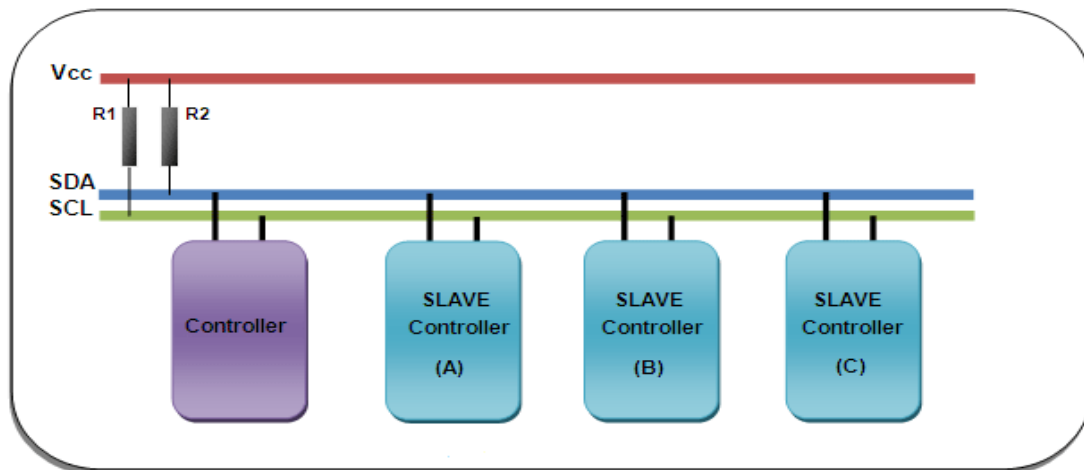 Vcc
R1
R2
SDA
SCL
Controller
SLAVE
Controller
(A)
SLAVE
Controller
(B)
SLAVE
Controller
(C)